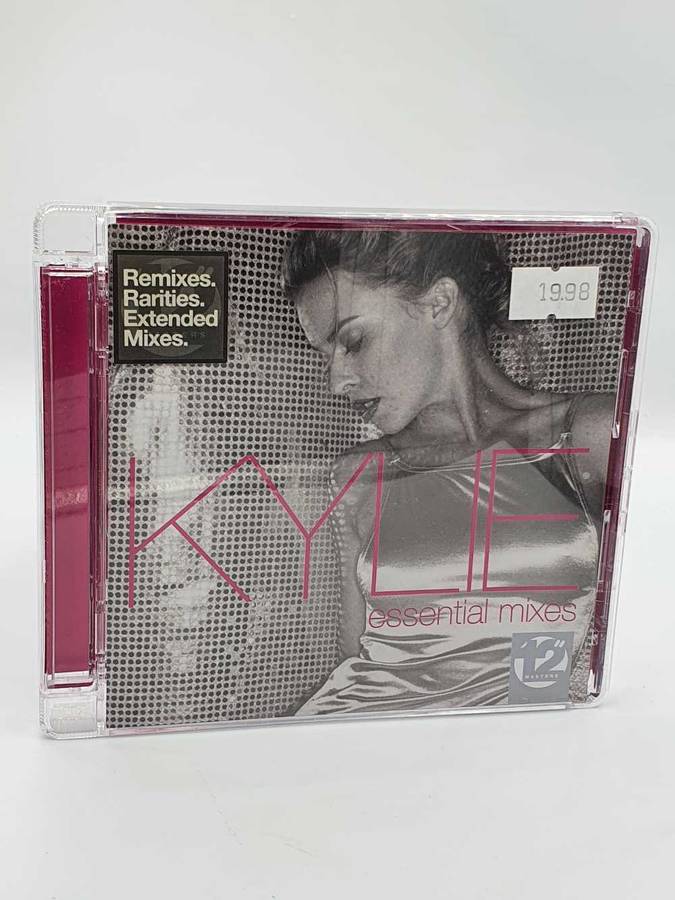 Remixes.
Rarities.
Extended
Mixes.
19.98
KYLIE
essential mixes
12"
MASTERS